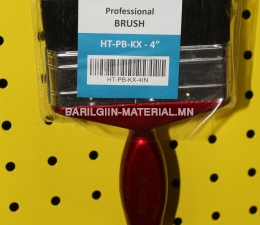 Professional
BRUSH
HT-PB-KX - 4"
HT-PB-KX-4IN
BARILGIIN-MATERIAL.MN